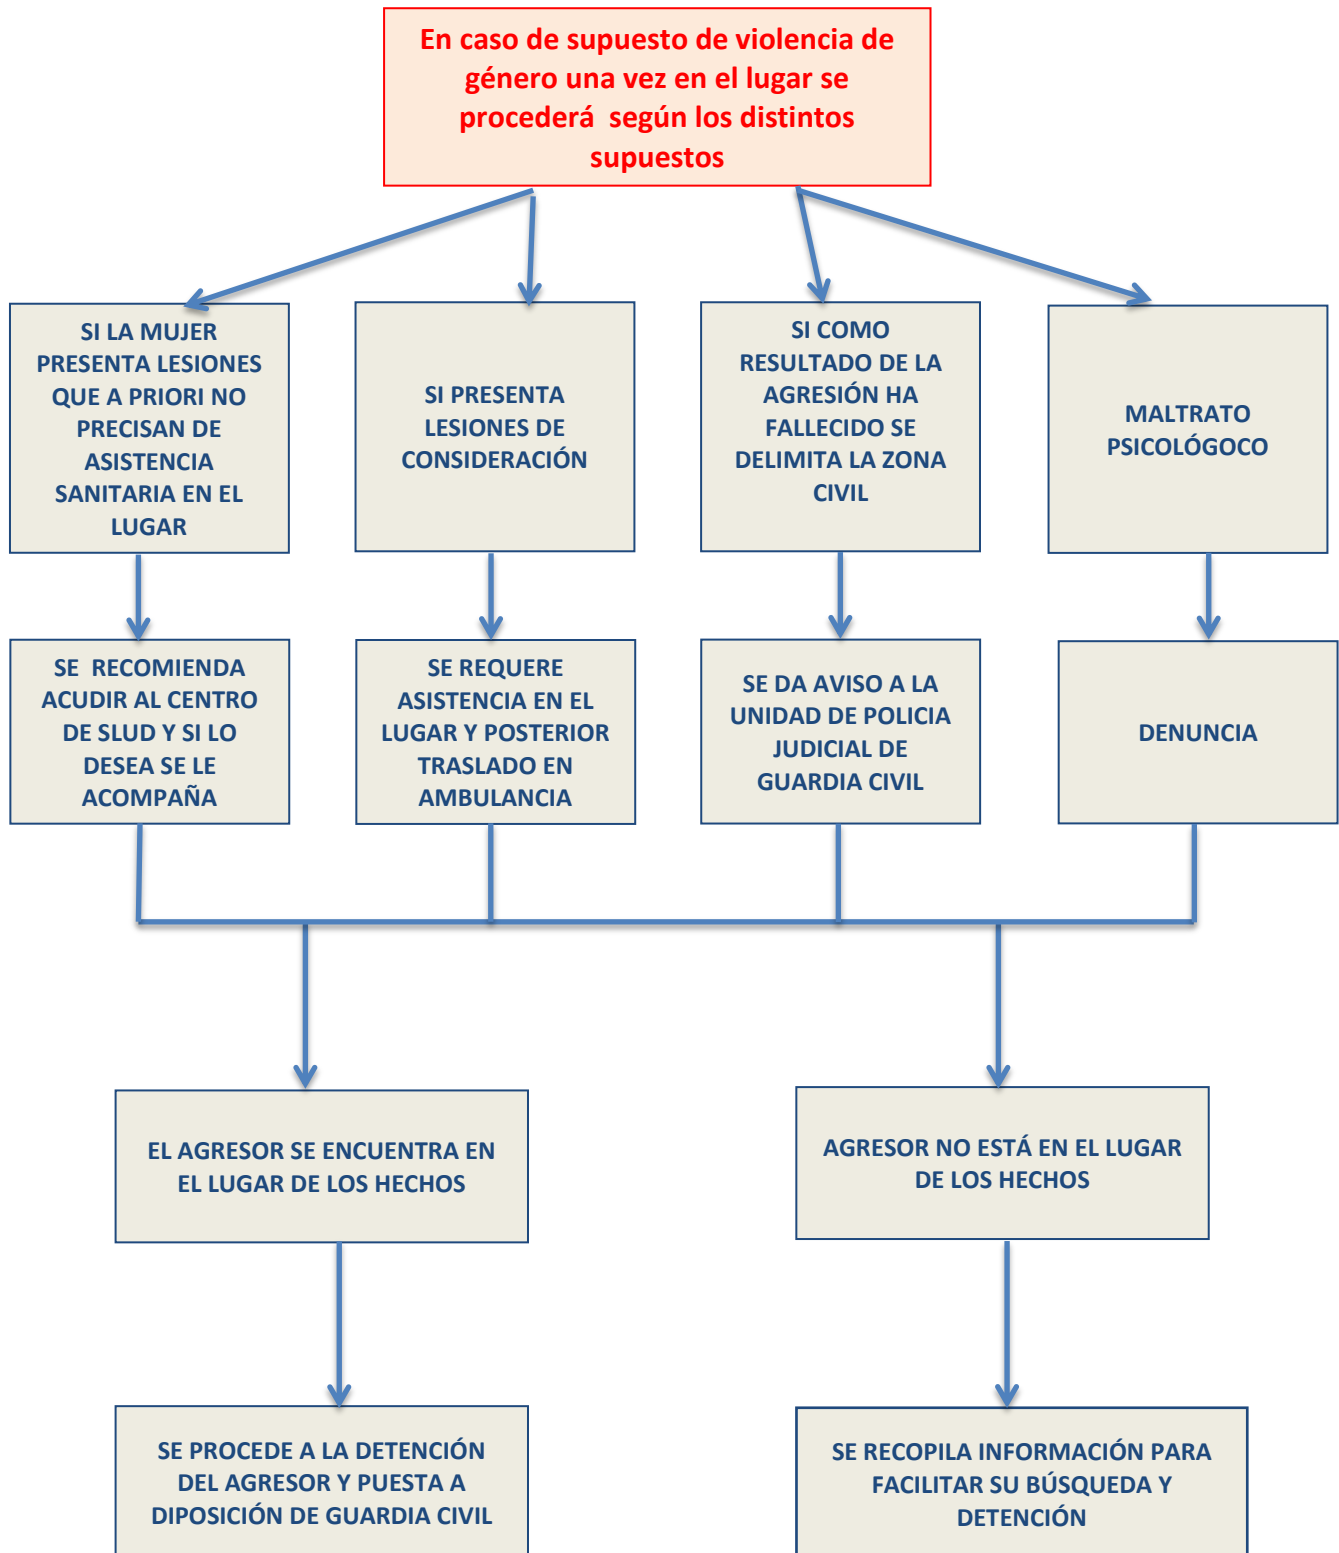 En caso de supuesto de violencia de
género una vez en el lugar se
procederá según los distintos
supuestos
SI LA MUJER
PRESENTA LESIONES
QUE A PRIORI NO
PRECISAN DE
ASISTENCIA
SANITARIA EN EL
LUGAR
SI PRESENTA
LESIONES DE
CONSIDERACIÓN
SI COMO
RESULTADO DE LA
AGRESIÓN HA
FALLECIDO SE
DELIMITA LA ZONA
CIVIL
MALTRATO
PSICOLÓGOCO
SE RECOMIENDA
ACUDIR AL CENTRO
DE SLUD Y SI LO
DESEA SE LE
ACOMPAÑA
SE REQUERE
ASISTENCIA EN EL
LUGAR Y POSTERIOR
TRASLADO EN
AMBULANCIA
SE DA AVISO A LA
UNIDAD DE POLICIA
JUDICIAL DE
GUARDIA CIVIL
DENUNCIA
EL AGRESOR SE ENCUENTRA EN
EL LUGAR DE LOS HECHOS
AGRESOR NO ESTÁ EN EL LUGAR
DE LOS HECHOS
SE PROCEDE A LA DETENCIÓN
DEL AGRESOR Y PUESTA A
DIPOSICIÓN DE GUARDIA CIVIL
SE RECOPILA INFORMACIÓN PARA
FACILITAR SU BÚSQUEDA Y
DETENCIÓN